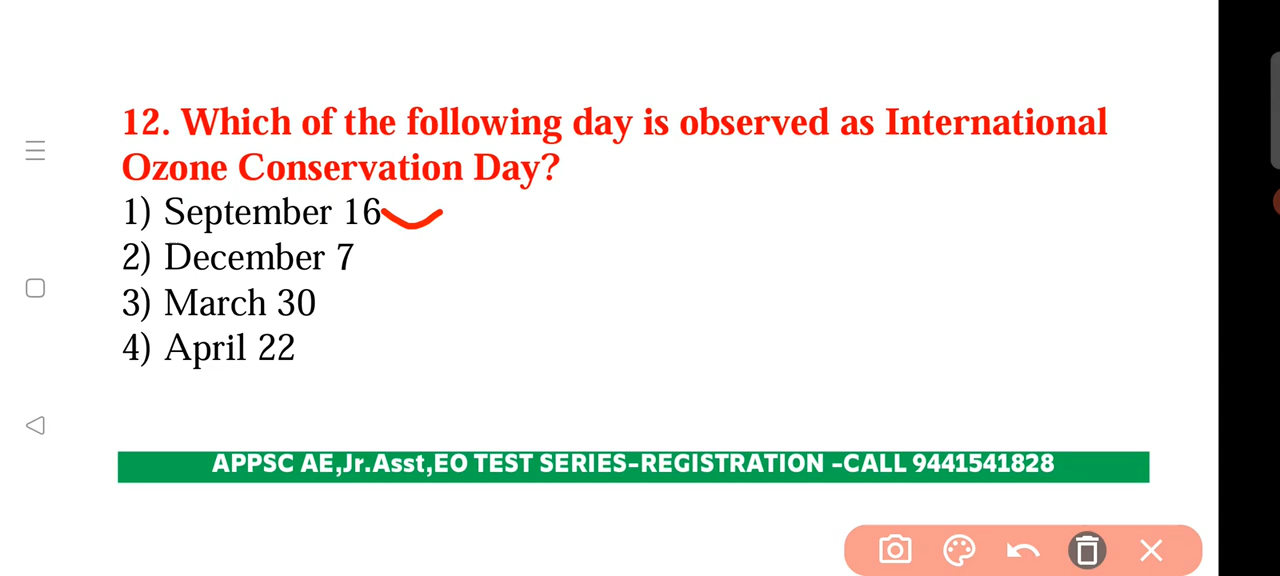 12. Which of the following day is observed as International
Ozone Conservation Day?
1) September 16
2) December 7
3) March 30
4) April 22
APPSC AE,Jr.Asst,EO TEST SERIES-REGISTRATION -CALL 9441541828